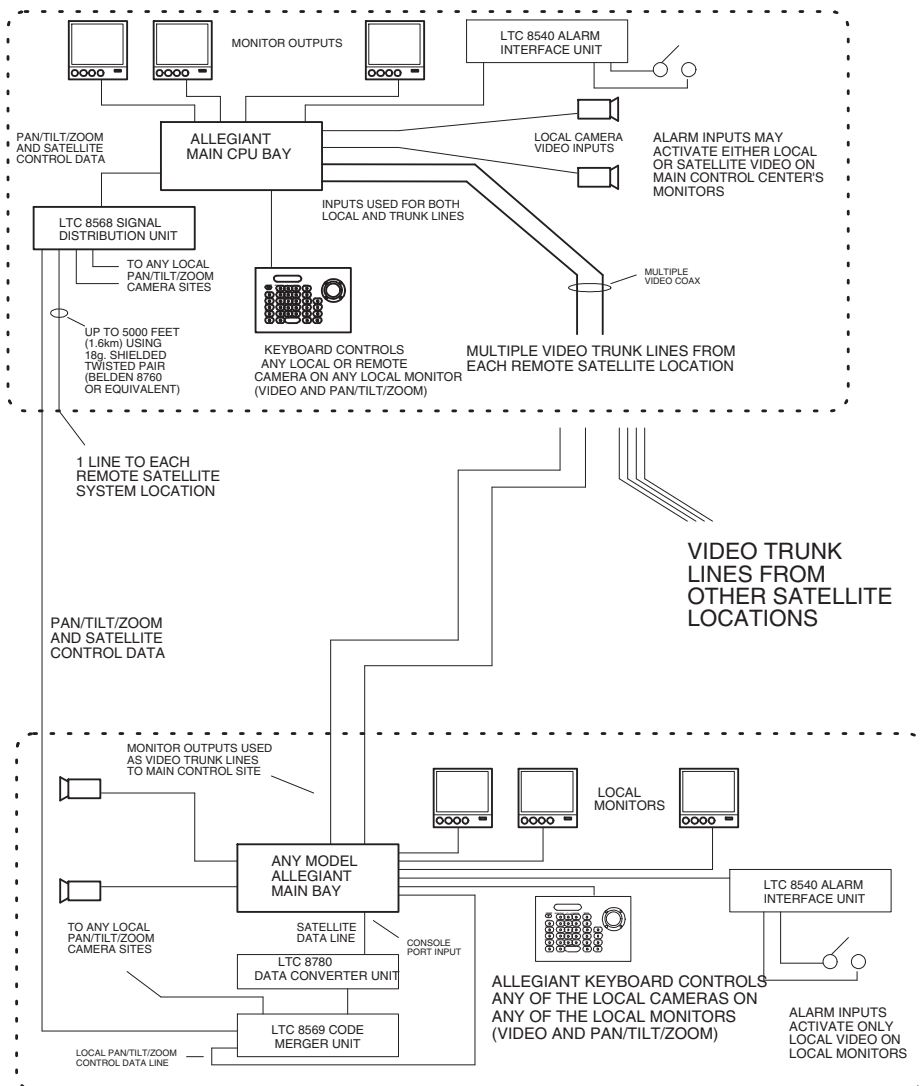 MONITOR OUTPUTS
LTC 8540 ALARM
INTERFACE UNIT
PAN/TILT/ZOOM
AND SATELLITE
CONTROL DATA
ALLEGIANT
MAIN CPU BAY
LOCAL CAMERA
VIDEO INPUTS
ALARM INPUTS MAY
ACTIVATE EITHER LOCAL
OR SATELLITE VIDEO ON
MAIN CONTROL CENTER'S
MONITORS
INPUTS USED FOR BOTH
LOCAL AND TRUNK LINES
LTC 8568 SIGNAL
DISTRIBUTION UNIT
TO ANY LOCAL
PAN/TILT/ZOOM
CAMERA SITES
MULTIPLE
VIDEO COAX
UP TO 5000 FEET
(1.6km) USING
18g. SHIELDED
TWISTED PAIR
(BELDEN 8760
OR EQUIVALENT)
KEYBOARD CONTROLS
ANY LOCAL OR REMOTE
CAMERA ON ANY LOCAL MONITOR
(VIDEO AND PAN/TILT/ZOOM)
MULTIPLE VIDEO TRUNK LINES FROM
EACH REMOTE SATELLITE LOCATION
1 LINE TO EACH
REMOTE SATELLITE
SYSTEM LOCATION
VIDEO TRUNK
LINES FROM
OTHER SATELLITE
LOCATIONS
PAN/TILT/ZOOM
AND SATELLITE
CONTROL DATA
MONITOR OUTPUTS USED
AS VIDEO TRUNK LINES
TO MAIN CONTROL SITE
LOCAL
MONITORS
ANY MODEL
ALLEGIANT
MAIN BAY
LTC 8540 ALARM
INTERFACE UNIT
TO ANY LOCAL
PAN/TILT/ZOOM
CAMERA SITES
SATELLITE
DATA LINE
CONSOLE
PORT INPUT
LTC 8780
DATA CONVERTER UNIT
ALLEGIANT KEYBOARD CONTROLS
ANY OF THE LOCAL CAMERAS ON
ANY OF THE LOCAL MONITORS
(VIDEO AND PAN/TILT/ZOOM)
ALARM INPUTS
ACTIVATE ONLY
LOCAL VIDEO ON
LOCAL MONITORS
LTC 8569 CODE
MERGER UNIT
LOCAL PAN/TILT/ZOOM
CONTROL DATA LINE